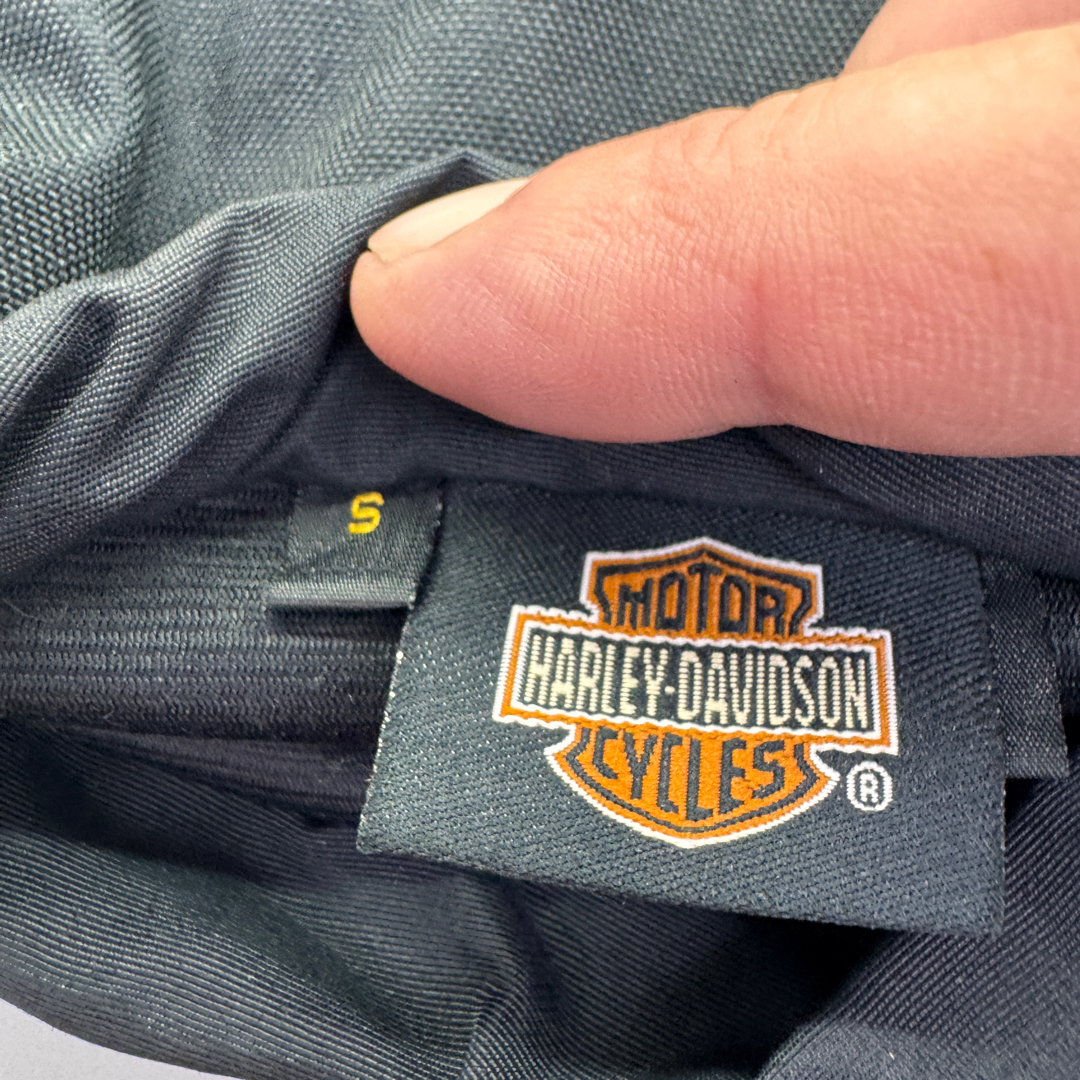 S
MOTOR
HARLEY-DAVIDSON
CYCLES
®